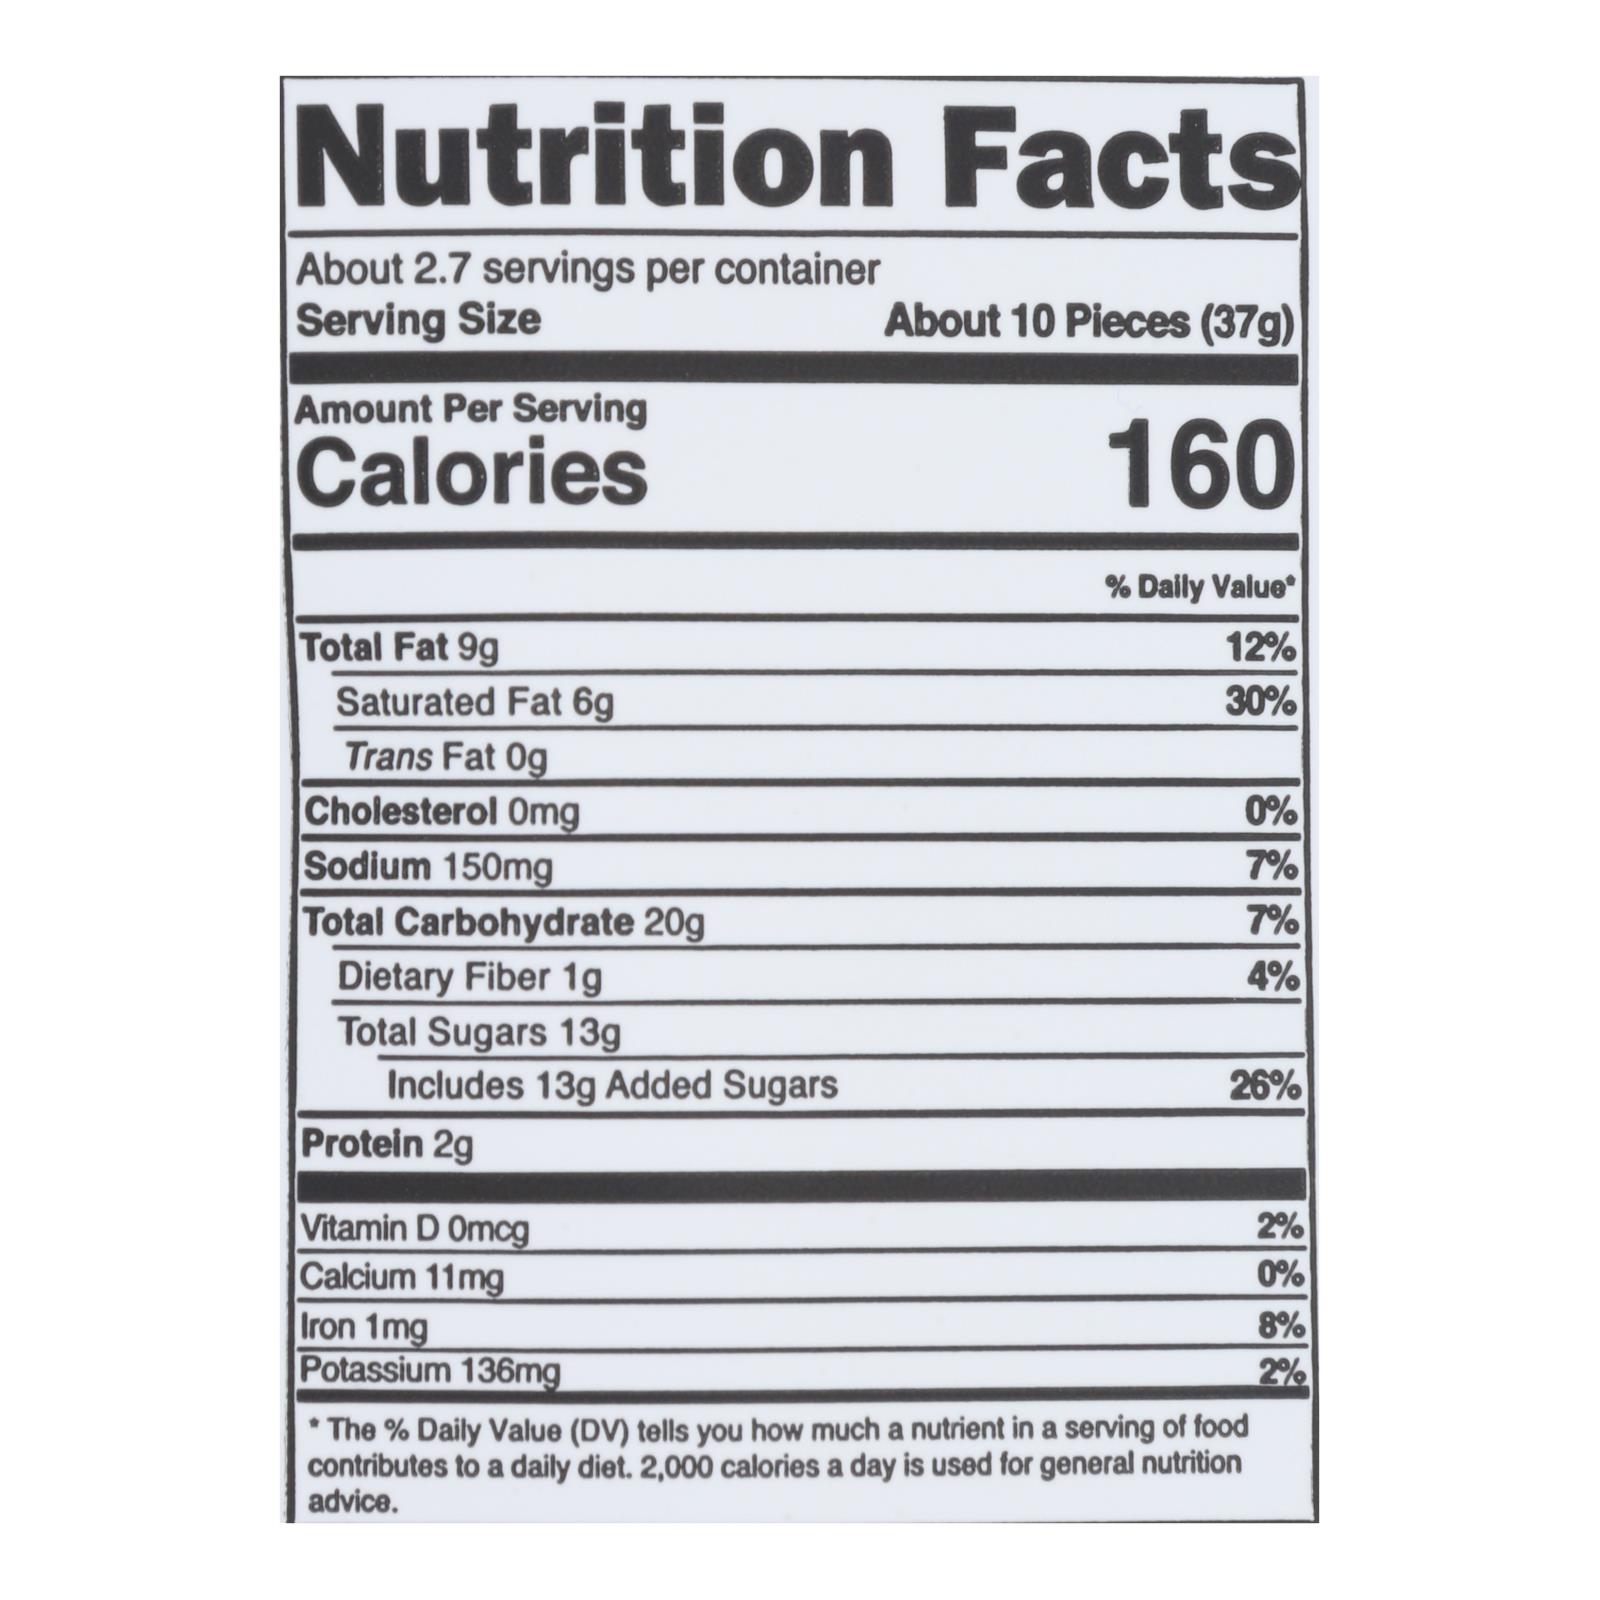 Nutrition Facts
About 2.7 servings per container
Serving Size About 10 Pieces (37g)
Amount Per Serving
Calories 160
% Daily Value*
Total Fat 9g 12%
Saturated Fat 6g 30%
Trans Fat 0g
Cholesterol 0mg 0%
Sodium 150mg 7%
Total Carbohydrate 20g 7%
Dietary Fiber 1g 4%
Total Sugars 13g
Includes 13g Added Sugars 26%
Protein 2g
Vitamin D 0mcg 2%
Calcium 11mg 0%
Iron 1mg 8%
Potassium 136mg 2%
* The % Daily Value (DV) tells you how much a nutrient in a serving of food
contributes to a daily diet. 2,000 calories a day is used for general nutrition
advice.